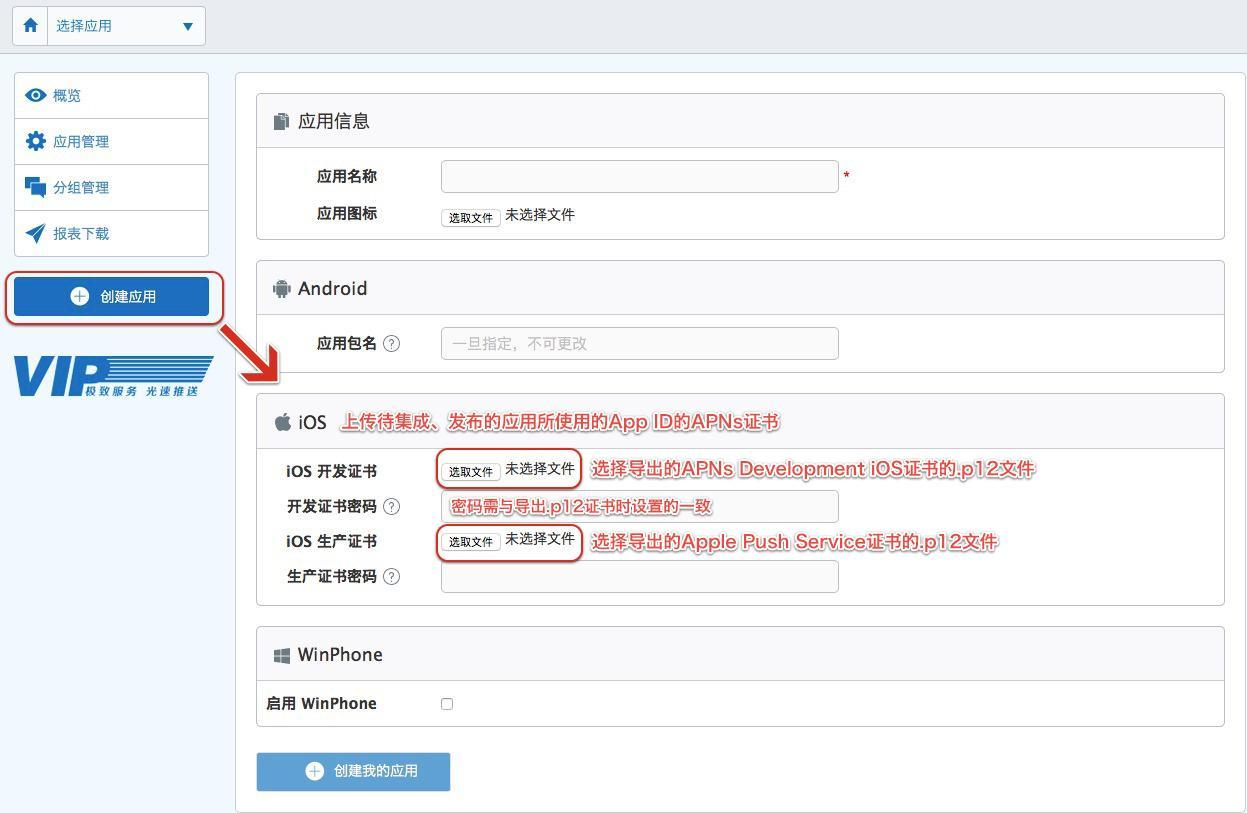 选择应用
概览
应用管理
分组管理
报表下载
创建应用
VIP
极致服务 光速推送
应用信息
应用名称 *
应用图标 选取文件 未选择文件
Android
应用包名 ? 一旦指定，不可更改
iOS 上传待集成、发布的应用所使用的App ID的APNs证书
iOS 开发证书 选取文件 未选择文件 选择导出的APNs Development iOS证书的.p12文件
开发证书密码 ? 密码需与导出.p12证书时设置的一致
iOS 生产证书 选取文件 未选择文件 选择导出的Apple Push Service证书的.p12文件
生产证书密码 ?
WinPhone
启用 WinPhone
创建我的应用